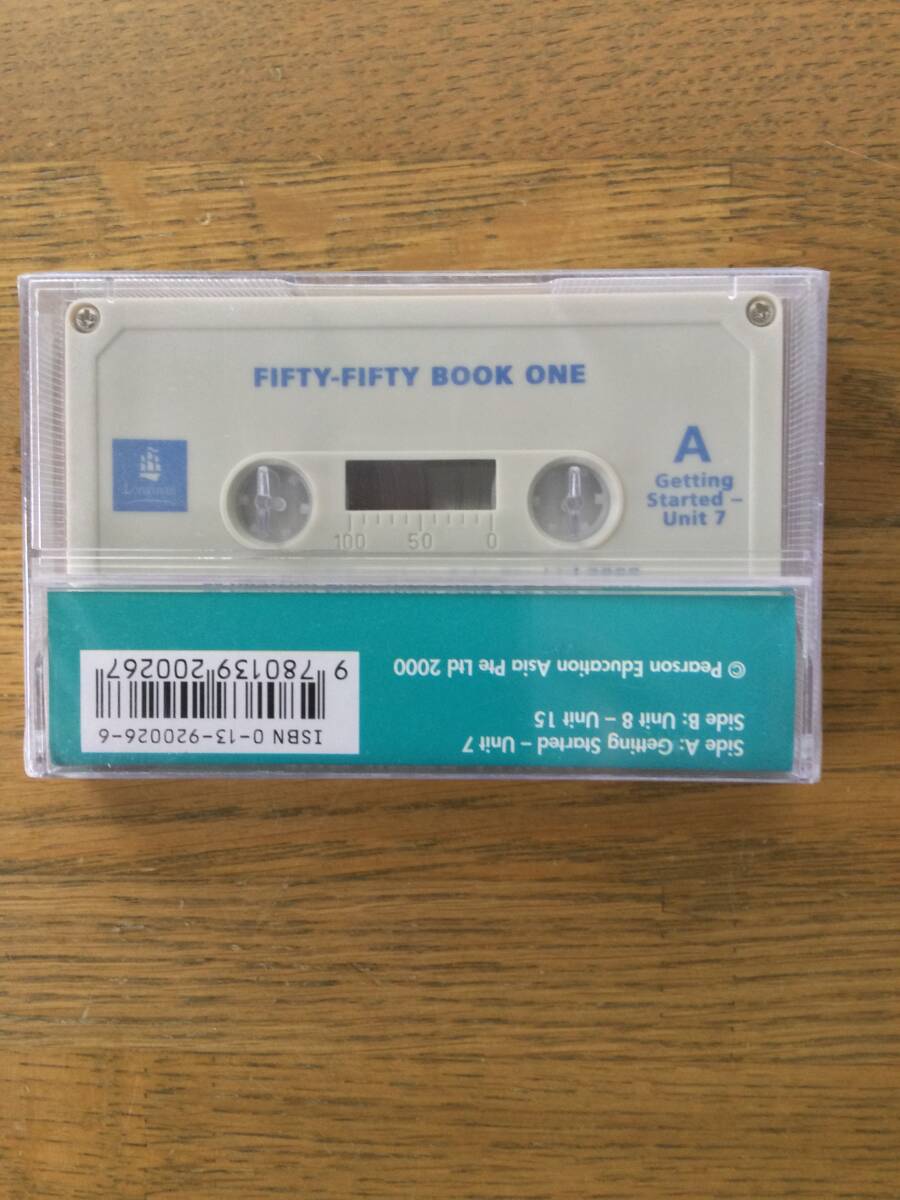 FIFTY-FIFTY BOOK ONE
Longman
A
Getting
Started –
Unit 7
100 50 0
Side A: Getting Started – Unit 7
Side B: Unit 8 – Unit 15
© Pearson Education Asia Pte Ltd 2000
ISBN 0-13-920026-6
9 780139 200267